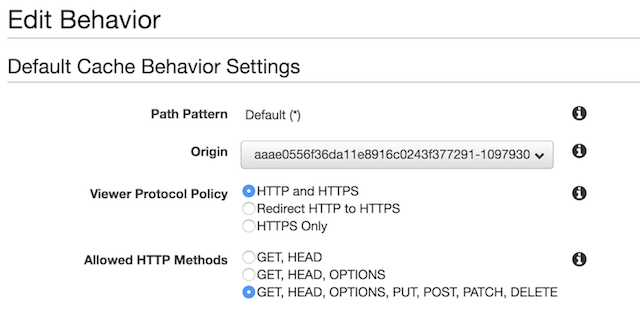 Edit Behavior
Default Cache Behavior Settings
Path Pattern Default (*)
Origin aaae0556f36da11e8916c0243f377291-1097930
Viewer Protocol Policy HTTP and HTTPS
Redirect HTTP to HTTPS
HTTPS Only
Allowed HTTP Methods GET, HEAD
GET, HEAD, OPTIONS
GET, HEAD, OPTIONS, PUT, POST, PATCH, DELETE